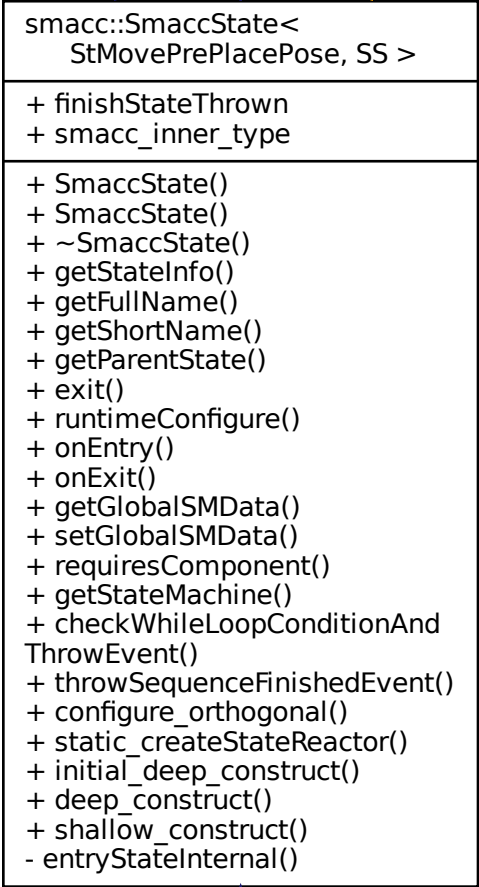 smacc::SmaccState<
StMovePrePlacePose, SS >
+ finishStateThrown
+ smacc_inner_type
+ SmaccState()
+ SmaccState()
+ ~SmaccState()
+ getStateInfo()
+ getFullName()
+ getShortName()
+ getParentState()
+ exit()
+ runtimeConfigure()
+ onEntry()
+ onExit()
+ getGlobalSMData()
+ setGlobalSMData()
+ requiresComponent()
+ getStateMachine()
+ checkWhileLoopConditionAnd
ThrowEvent()
+ throwSequenceFinishedEvent()
+ configure_orthogonal()
+ static_createStateReactor()
+ initial_deep_construct()
+ deep_construct()
+ shallow_construct()
- entryStateInternal()